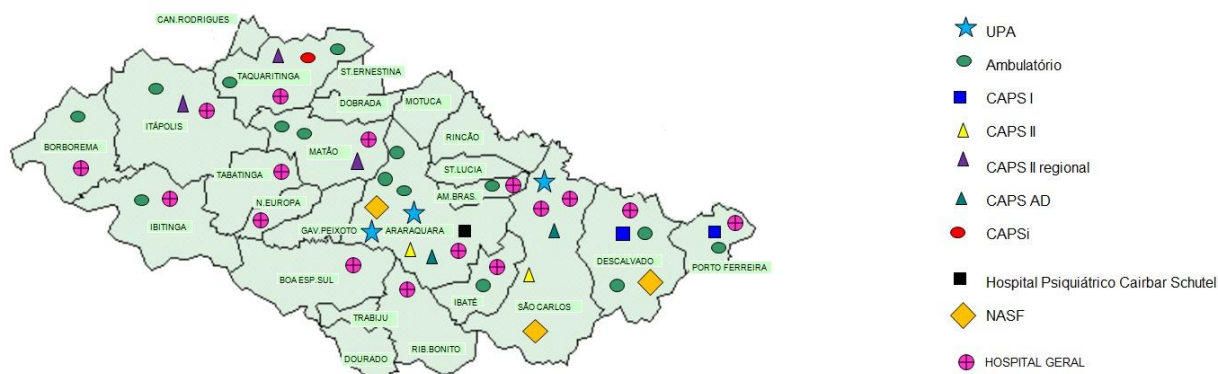 CAN.RODRIGUES
TAQUARITINGA
ST.ERNESTINA
DOBRADA
MOTUCA
ITÁPOLIS
RINCÃO
BORBOREMA
MATÃO
ST.LUCIA
TABATINGA
AM.BRAS.
N.EUROPA
IBITINGA
GAV.PEIXOTO
ARARAQUARA
DESCALVADO
PORTO FERREIRA
BOA ESP.SUL
IBATÉ
SÃO CARLOS
TRABIJU
RIB.BONITO
DOURADO
UPA
Ambulatório
CAPS I
CAPS II
CAPS II regional
CAPS AD
CAPSi
Hospital Psiquiátrico Cairbar Schutel
NASF
HOSPITAL GERAL